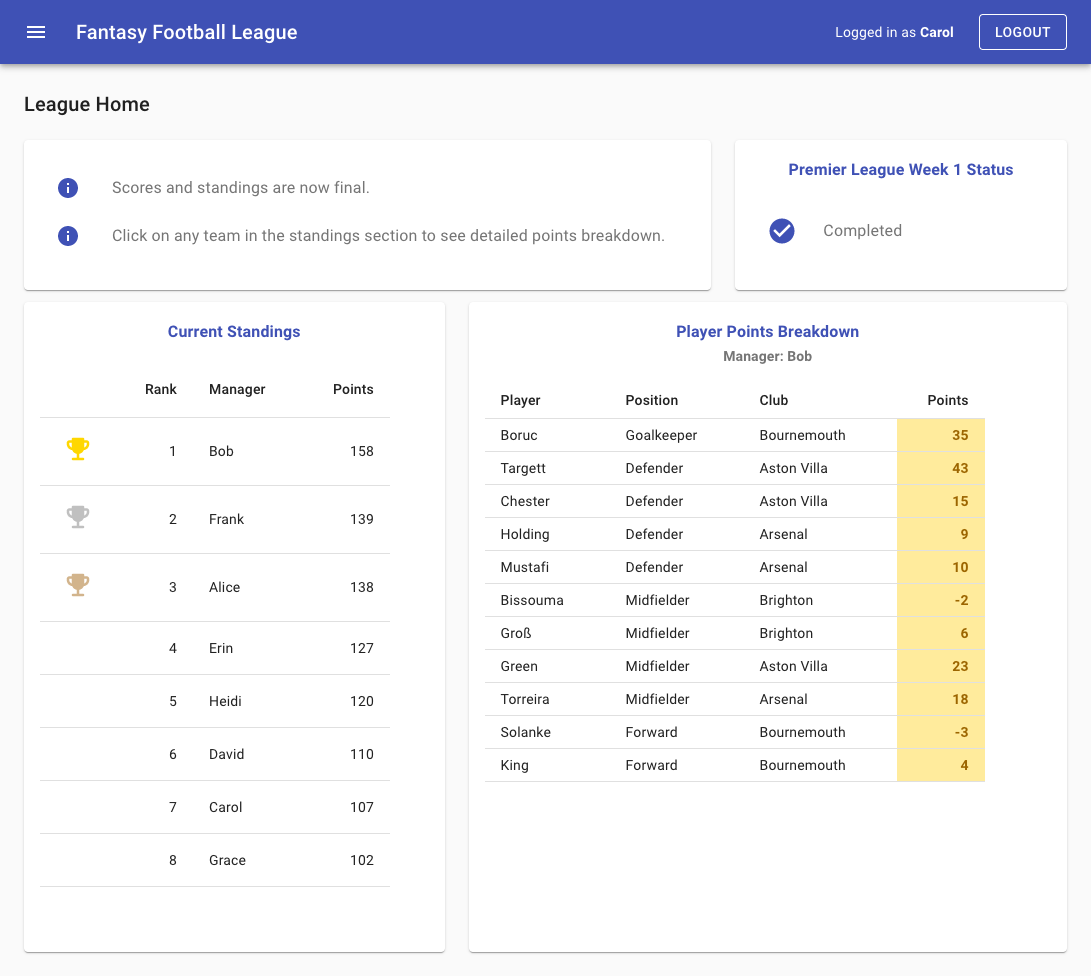 Fantasy Football League
Logged in as Carol
LOGOUT
League Home
Scores and standings are now final.
Click on any team in the standings section to see detailed points breakdown.
Premier League Week 1 Status
Completed
Current Standings
Rank Manager Points
1 Bob 158
2 Frank 139
3 Alice 138
4 Erin 127
5 Heidi 120
6 David 110
7 Carol 107
8 Grace 102
Player Points Breakdown
Manager: Bob
Player Position Club Points
Boruc Goalkeeper Bournemouth 35
Targett Defender Aston Villa 43
Chester Defender Aston Villa 15
Holding Defender Arsenal 9
Mustafi Defender Arsenal 10
Bissouma Midfielder Brighton -2
Groß Midfielder Brighton 6
Green Midfielder Aston Villa 23
Torreira Midfielder Arsenal 18
Solanke Forward Bournemouth -3
King Forward Bournemouth 4